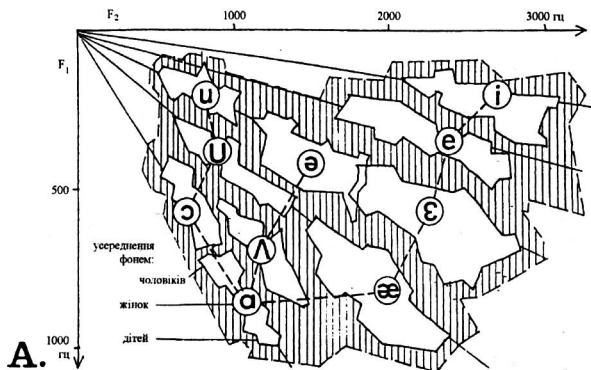 F₂ 1000 2000 3000 гц
F₁
u i
U ə e
500
ɔ ɛ
усереднення
фонем:
Λ
чоловіків
жінок
a æ
дітей
1000
гц
А.